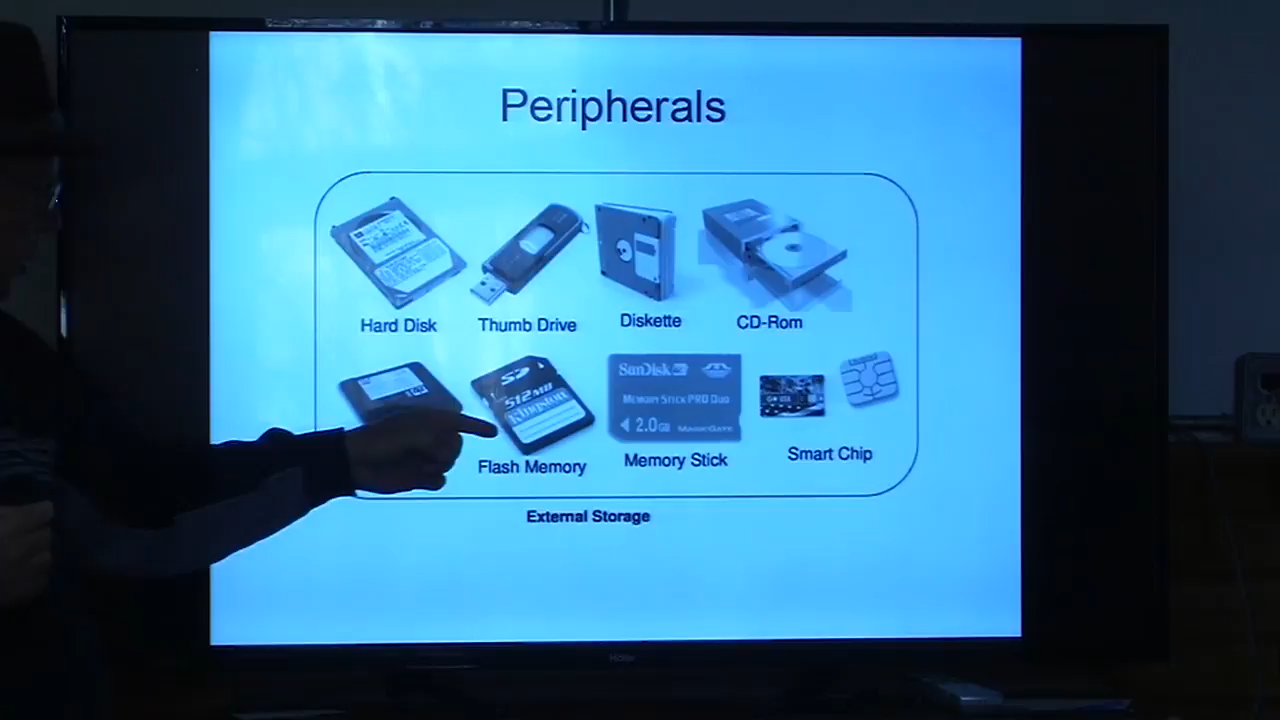 Peripherals
Hard Disk
Thumb Drive
Diskette
CD-Rom
512MB
Kingston
SanDisk
MEMORY STICK PRO DUO
2.0GB MAGICGATE
Flash Memory
Memory Stick
Smart Chip
External Storage
Haier